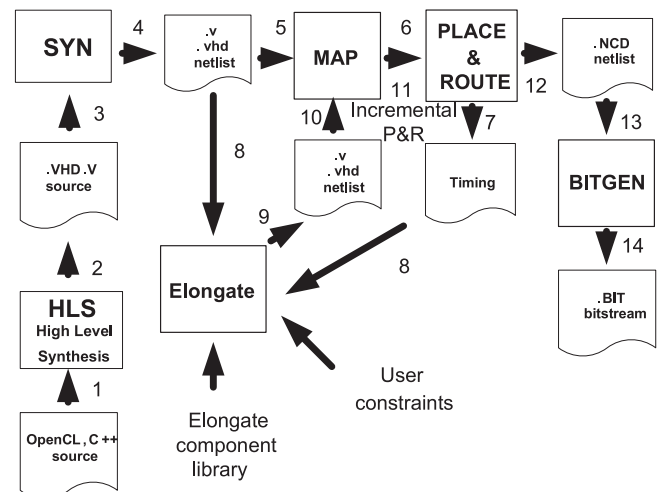 SYN
4
.v
. vhd
netlist
5
MAP
6
PLACE
&
ROUTE
12
.NCD
netlist
3
8
10
11
Incremental
P&R
7
13
.VHD .V
source
.v
. vhd
netlist
Timing
BITGEN
2
9
8
14
Elongate
HLS
High Level
Synthesis
.BIT
bitstream
1
User
constraints
Elongate
component
library
OpenCL , C ++
source